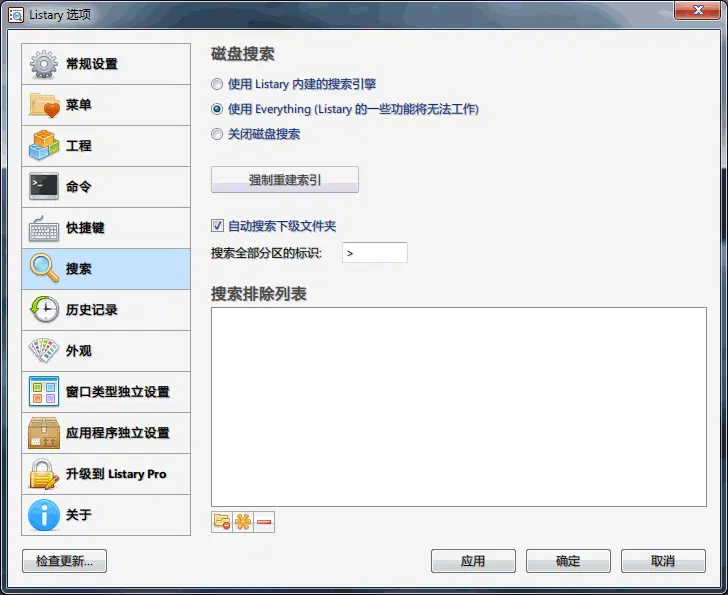 Listary 选项
常规设置
菜单
工程
命令
快捷键
搜索
历史记录
外观
窗口类型独立设置
应用程序独立设置
升级到 Listary Pro
关于
磁盘搜索
使用 Listary 内建的搜索引擎
使用 Everything (Listary 的一些功能将无法工作)
关闭磁盘搜索
强制重建索引
自动搜索下级文件夹
搜索全部分区的标识: >
搜索排除列表
检查更新...
应用
确定
取消